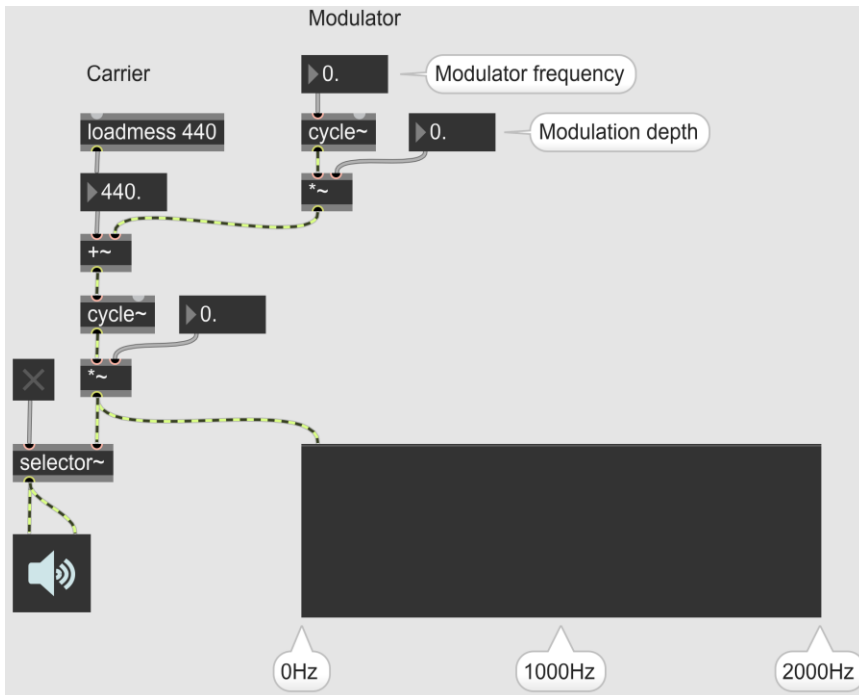 Modulator
Carrier
0.
Modulator frequency
loadmess 440
cycle~
0.
Modulation depth
440.
*~
+~
cycle~
0.
*~
selector~
0Hz
1000Hz
2000Hz